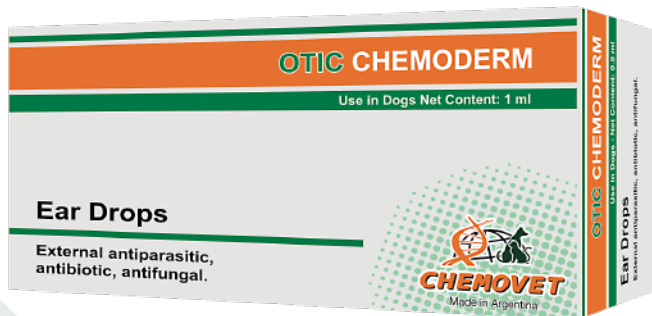 OTIC CHEMODERM
Use in Dogs Net Content: 1 ml
Ear Drops
External antiparasitic,
antibiotic, antifungal.
CHEMOVET
Made in Argentina
OTIC CHEMODERM
Use in Dogs - Net Content: 0-5 ml
Ear Drops
External antiparasitic, antibiotic, antifungal.